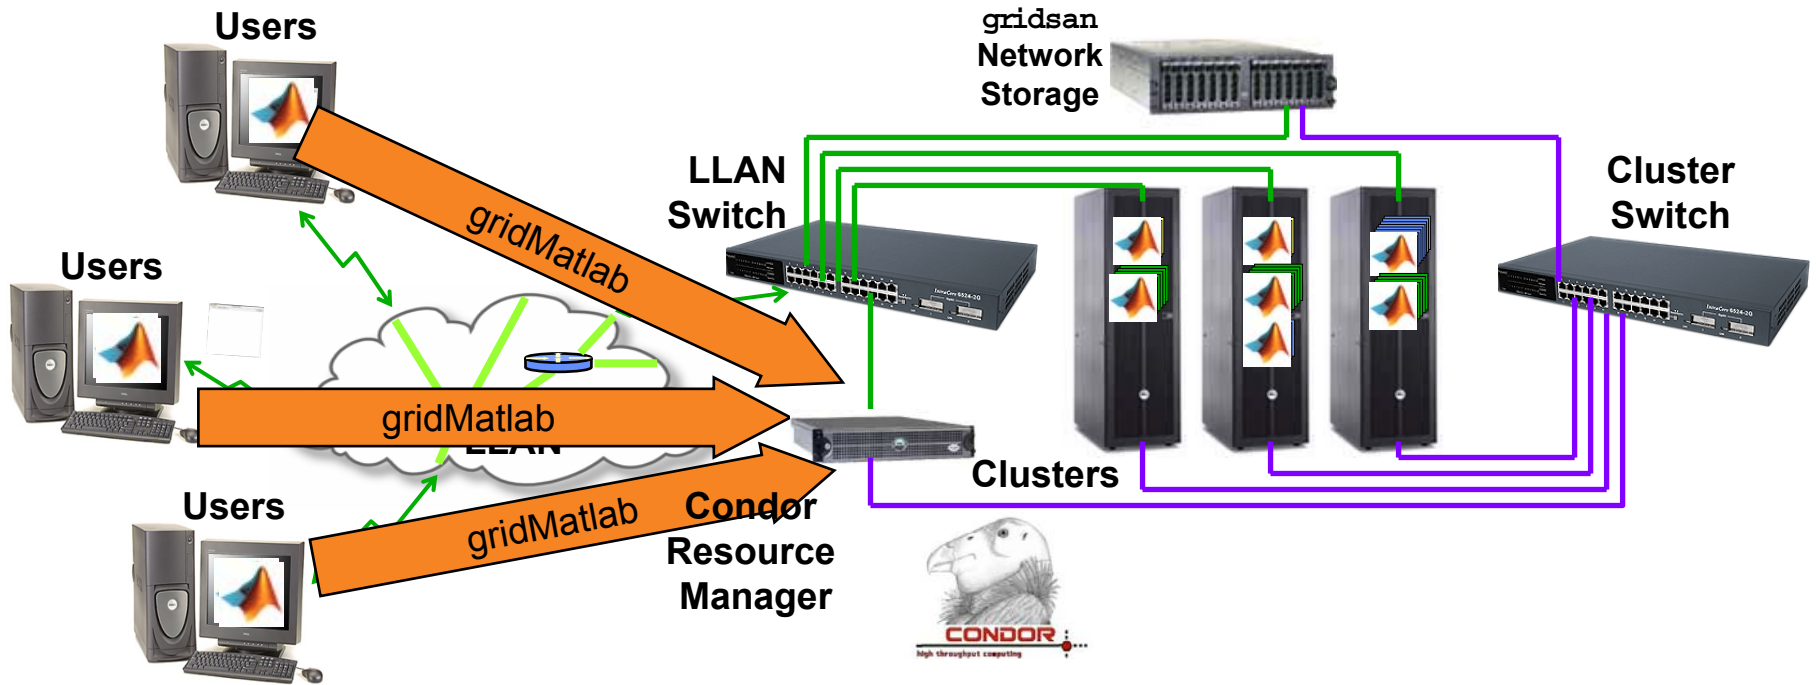 Users
gridsan
Network
Storage
LLAN
Switch
Cluster
Switch
gridMatlab
Users
gridMatlab
LLAN
Clusters
Users
gridMatlab
Condor
Resource
Manager
CONDOR
high throughput computing